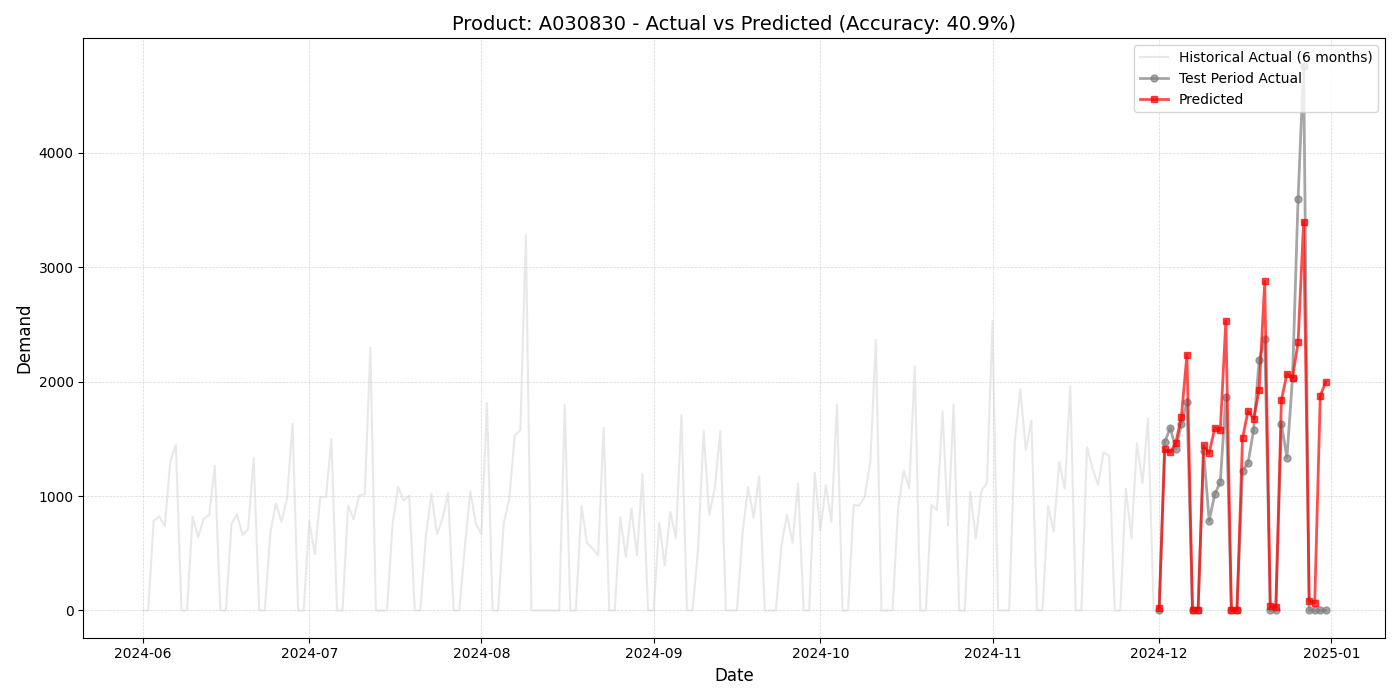 Product: A030830 - Actual vs Predicted (Accuracy: 40.9%)
Historical Actual (6 months)
Test Period Actual
Predicted
Demand
4000
3000
2000
1000
0
2024-06
2024-07
2024-08
2024-09
2024-10
2024-11
2024-12
2025-01
Date